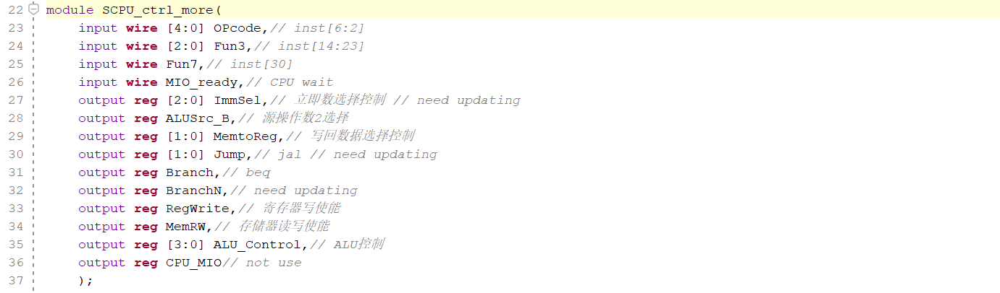 22 module SCPU_ctrl_more(
23 input wire [4:0] OPcode,// inst[6:2]
24 input wire [2:0] Fun3,// inst[14:23]
25 input wire Fun7,// inst[30]
26 input wire MIO_ready,// CPU wait
27 output reg [2:0] ImmSel,// 立即数选择控制 // need updating
28 output reg ALUSrc_B,// 源操作数2选择
29 output reg [1:0] MemtoReg,// 写回数据选择控制
30 output reg [1:0] Jump,// jal // need updating
31 output reg Branch,// beq
32 output reg BranchN,// need updating
33 output reg RegWrite,// 寄存器写使能
34 output reg MemRW,// 存储器读写使能
35 output reg [3:0] ALU_Control,// ALU控制
36 output reg CPU_MIO// not use
37 );